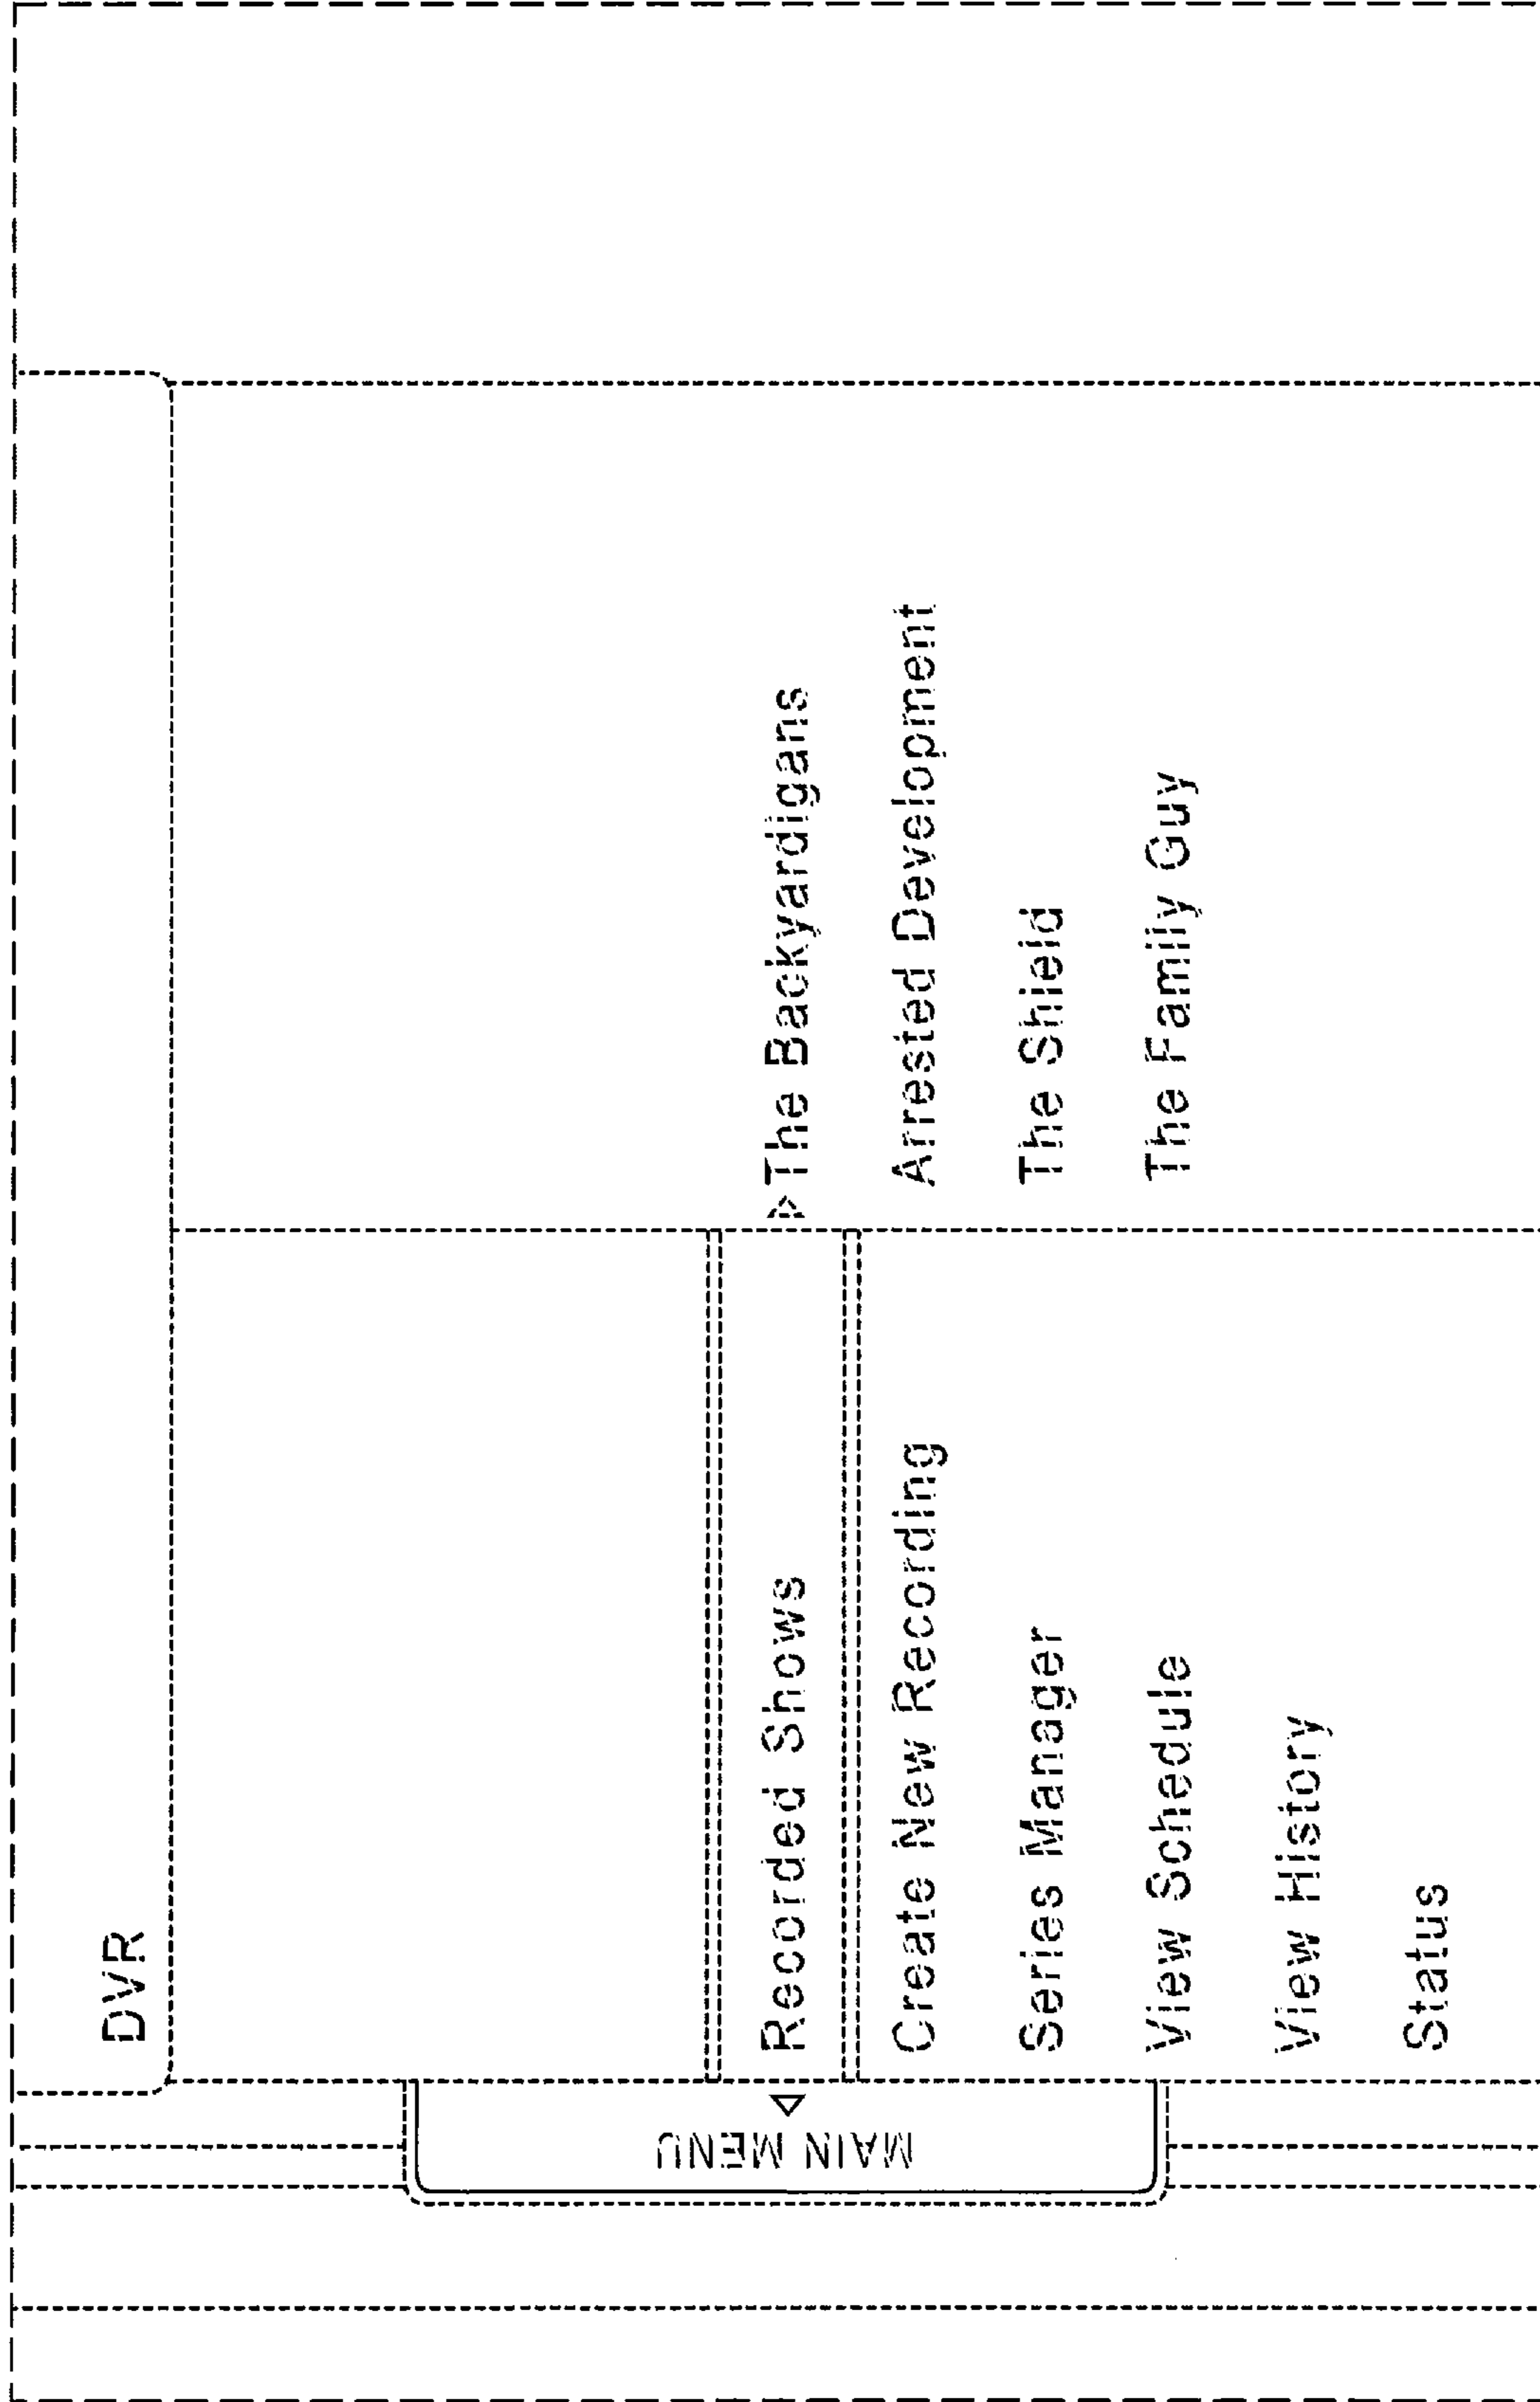 DVR
MAIN MENU
Recorded Shows
Create New Recording
Series Manager
View Schedule
View History
Status
The Backyardigans
Arrested Development
The Shield
The Family Guy